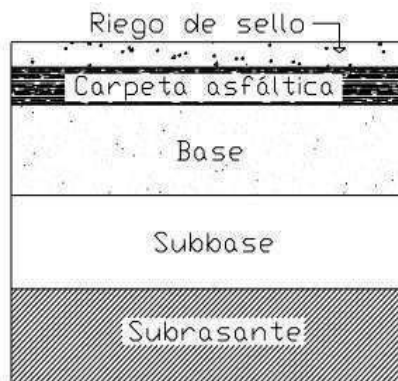 Riego de sello
Carpeta asfáltica
Base
Subbase
Subrasante